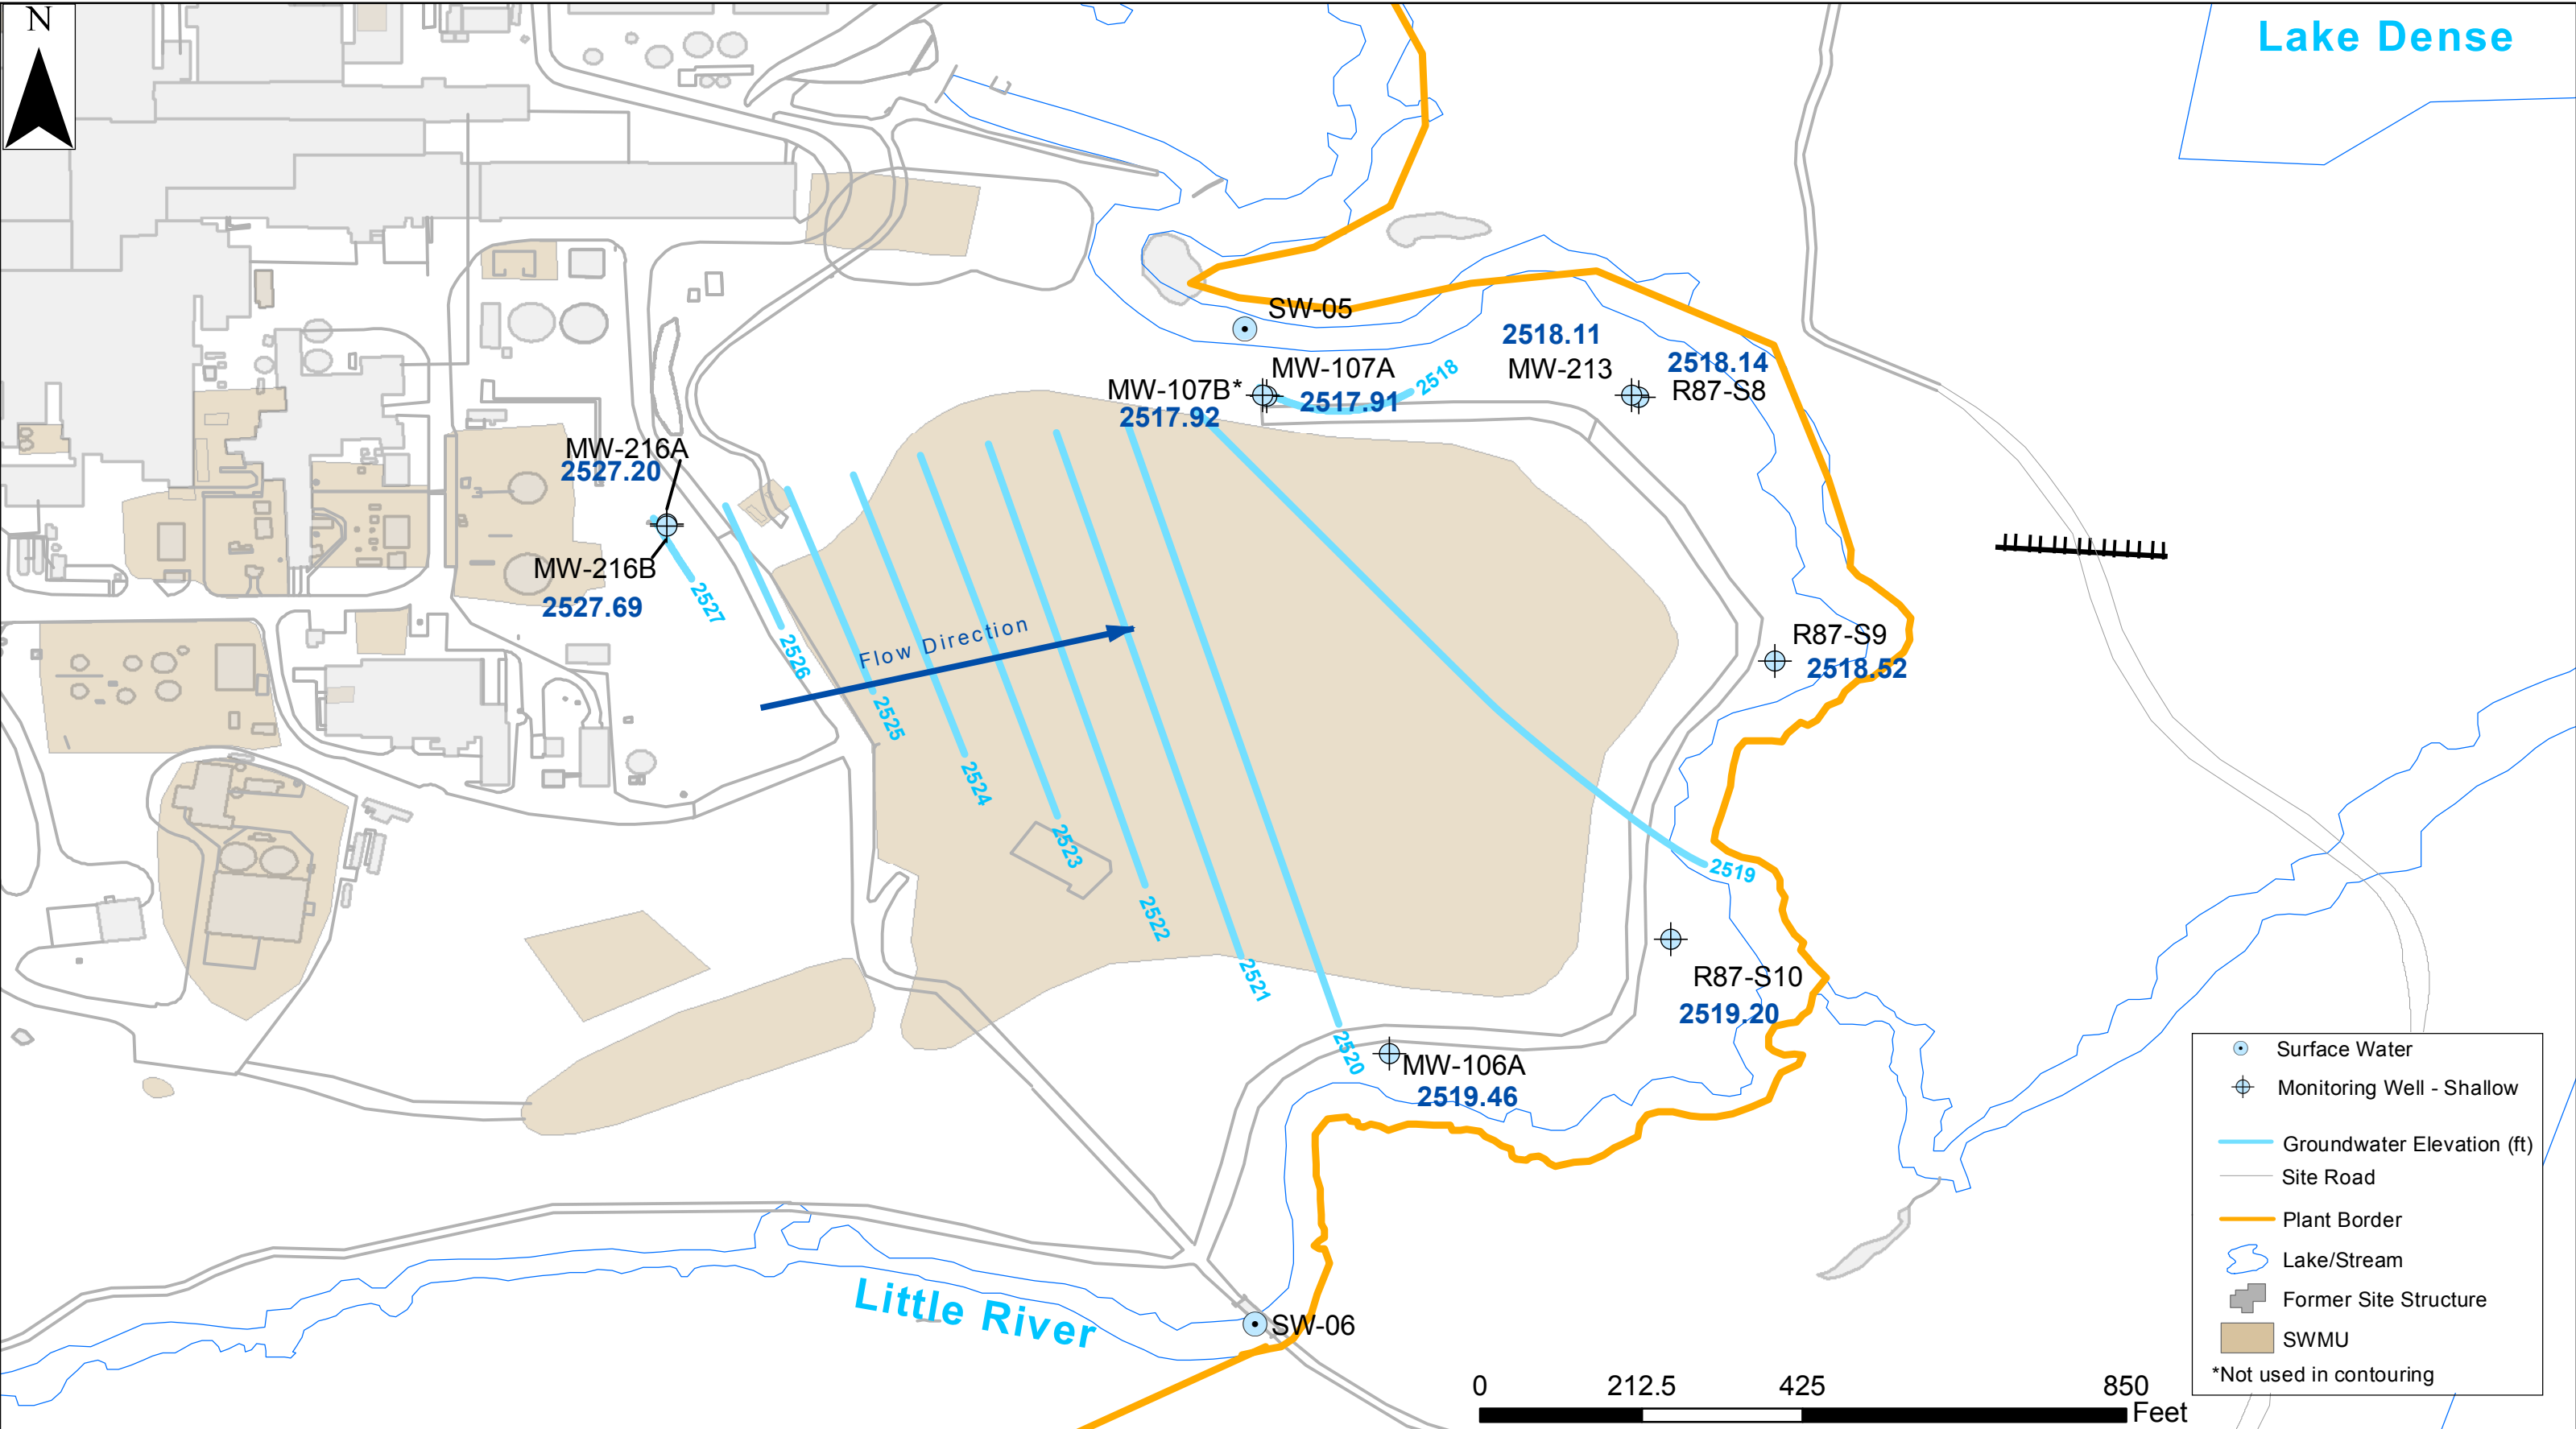 N
Lake Dense
SW-05
2518.11
2518.14
MW-107A
MW-213
MW-107B*
2517.91
2518
R87-S8
2517.92
MW-216A
2527.20
MW-216B
2527.69
2527
2526
Flow Direction
R87-S9
2518.52
2525
2524
2523
2519
2522
2521
R87-S10
2519.20
2520
MW-106A
2519.46
Little River
SW-06
Surface Water
Monitoring Well - Shallow
Groundwater Elevation (ft)
Site Road
Plant Border
Lake/Stream
Former Site Structure
SWMU
*Not used in contouring
0 212.5 425 850
Feet